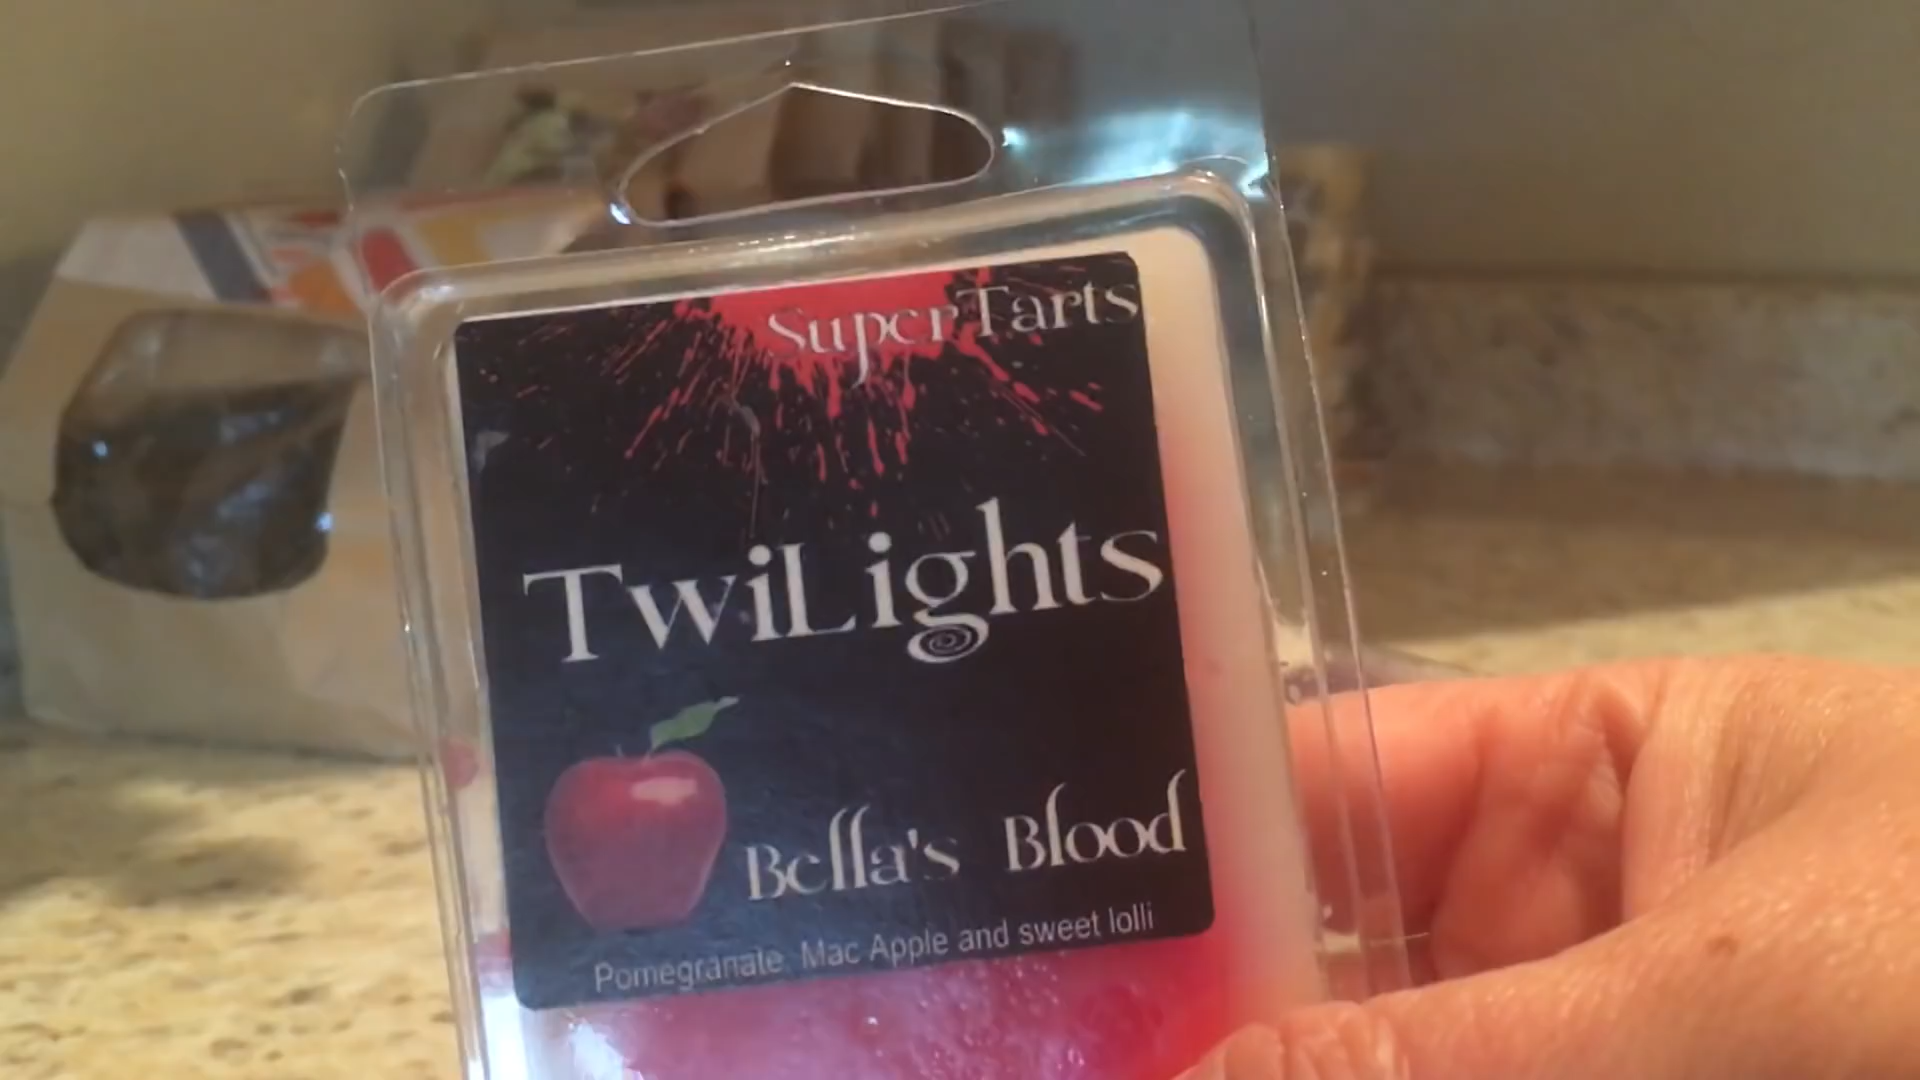 SuperTarts
TwiLights
Bella's Blood
Pomegranate, Mac Apple and sweet lolli